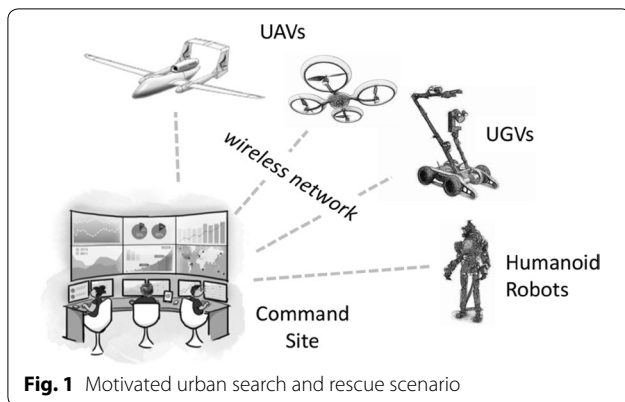 UAVs
UGVs
wireless network
Humanoid
Robots
Command
Site
Fig. 1 Motivated urban search and rescue scenario